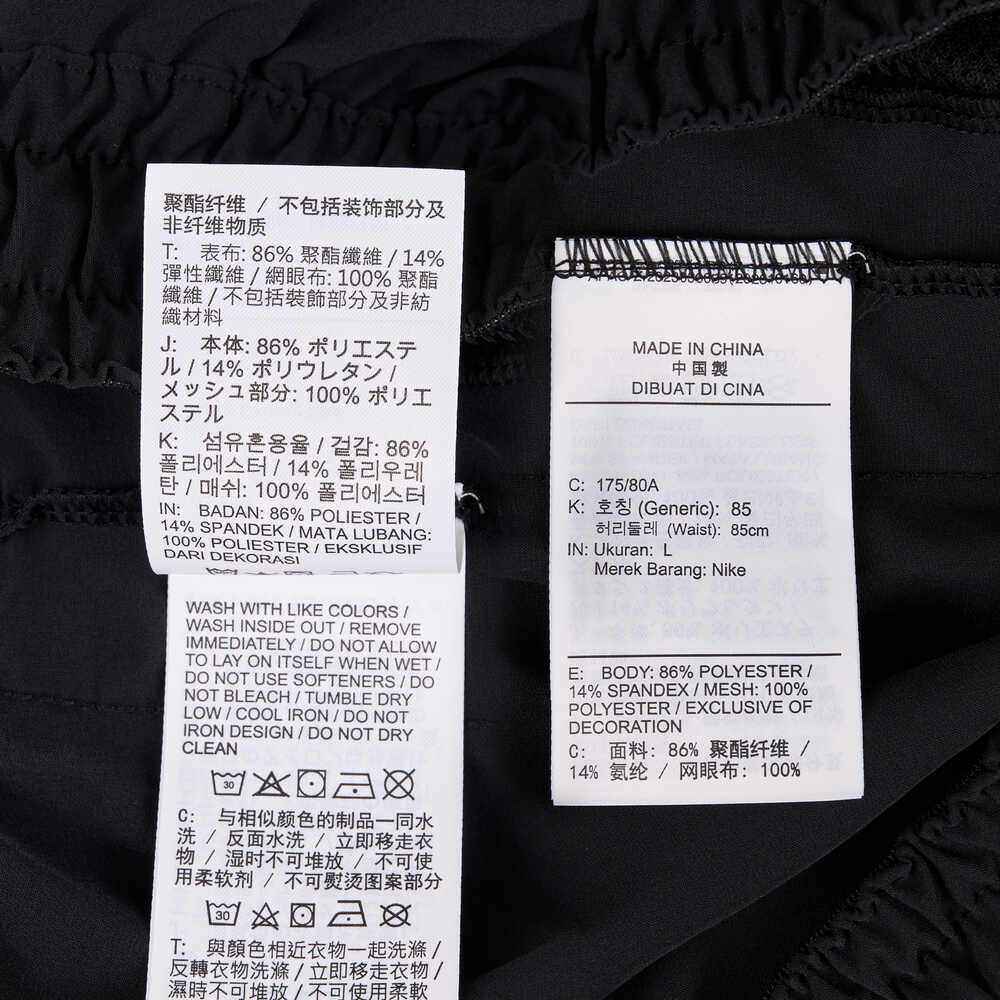 聚酯纤维 / 不包括装饰部分及
非纤维物质
T: 表布: 86% 聚酯纖維 / 14%
彈性纖維 / 網眼布: 100% 聚酯
纖維 / 不包括裝飾部分及非紡
織材料
J: 本体: 86% ポリエステ
ル / 14% ポリウレタン /
メッシュ部分: 100% ポリエ
ステル
K: 섬유혼용율 / 겉감: 86%
폴리에스터 / 14% 폴리우레
탄 / 매쉬: 100% 폴리에스터
IN: BADAN: 86% POLIESTER /
14% SPANDEK / MATA LUBANG:
100% POLIESTER / EKSKLUSIF
DARI DEKORASI
WASH WITH LIKE COLORS /
WASH INSIDE OUT / REMOVE
IMMEDIATELY / DO NOT ALLOW
TO LAY ON ITSELF WHEN WET /
DO NOT USE SOFTENERS / DO
NOT BLEACH / TUMBLE DRY
LOW / COOL IRON / DO NOT
IRON DESIGN / DO NOT DRY
CLEAN
30
C: 与相似颜色的制品一同水
洗 / 反面水洗 / 立即移走衣
物 / 湿时不可堆放 / 不可使
用柔软剂 / 不可熨烫图案部分
30
T: 與顏色相近衣物一起洗滌 /
反轉衣物洗滌 / 立即移走衣
物 / 濕時不可堆放 / 不可使用柔軟
MADE IN CHINA
中国製
DIBUAT DI CINA
C: 175/80A
K: 호칭 (Generic): 85
허리둘레 (Waist): 85cm
IN: Ukuran: L
Merek Barang: Nike
E: BODY: 86% POLYESTER /
14% SPANDEX / MESH: 100%
POLYESTER / EXCLUSIVE OF
DECORATION
C: 面料: 86% 聚酯纤维 /
14% 氨纶 / 网眼布: 100%